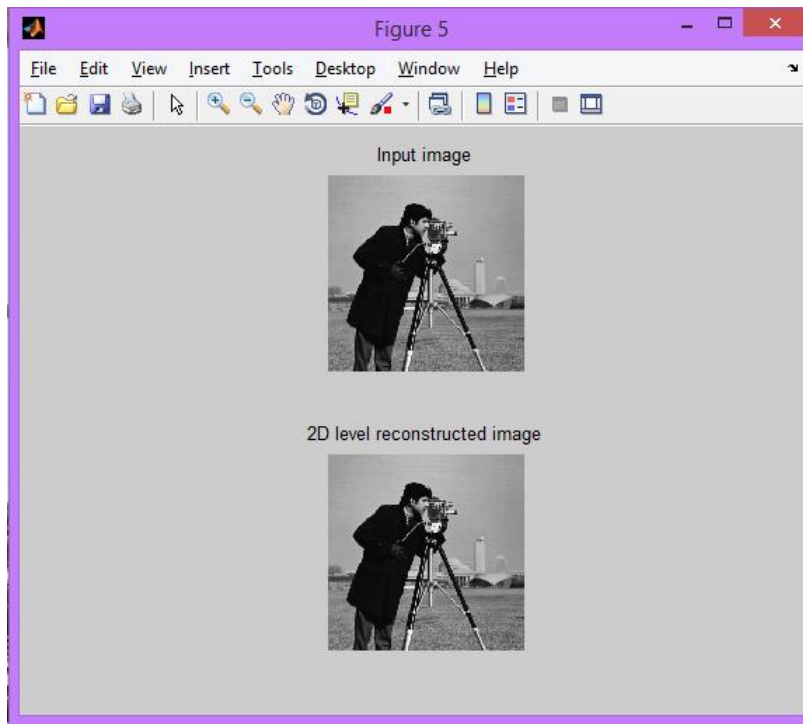 Figure 5
File Edit View Insert Tools Desktop Window Help
Input image
2D level reconstructed image